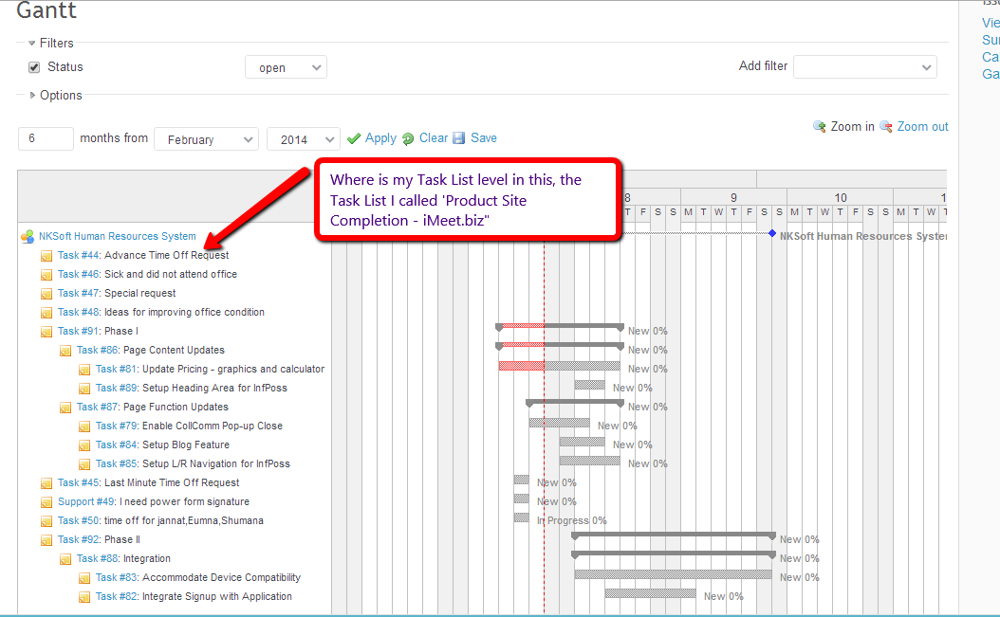 Gantt
Filters
Status open Add filter
Options
6 months from February 2014 Apply Clear Save
Zoom in Zoom out
Where is my Task List level in this, the
Task List I called 'Product Site
Completion - iMeet.biz"
8 9 10 1
T F S S M T W T F S S M T W T F S S M T W T
NKSoft Human Resources System NKSoft Human Resources System
Task #44: Advance Time Off Request
Task #46: Sick and did not attend office
Task #47: Special request
Task #48: Ideas for improving office condition
Task #91: Phase I New 0%
Task #86: Page Content Updates New 0%
Task #81: Update Pricing - graphics and calculator New 0%
Task #89: Setup Heading Area for InfPoss New 0%
Task #87: Page Function Updates New 0%
Task #79: Enable CollComm Pop-up Close New 0%
Task #84: Setup Blog Feature New 0%
Task #85: Setup L/R Navigation for InfPoss New 0%
Task #45: Last Minute Time Off Request New 0%
Support #49: I need power form signature New 0%
Task #50: time off for jannat,Eumna,Shumana In Progress 0%
Task #92: Phase II New 0%
Task #88: Integration New 0%
Task #83: Accommodate Device Compatibility New 0%
Task #82: Integrate Signup with Application New 0%
Vie
Sur
Ca
Ga